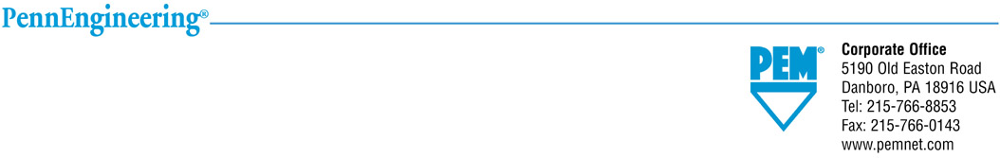 PennEngineering®
PEM®
Corporate Office
5190 Old Easton Road
Danboro, PA 18916 USA
Tel: 215-766-8853
Fax: 215-766-0143
www.pemnet.com